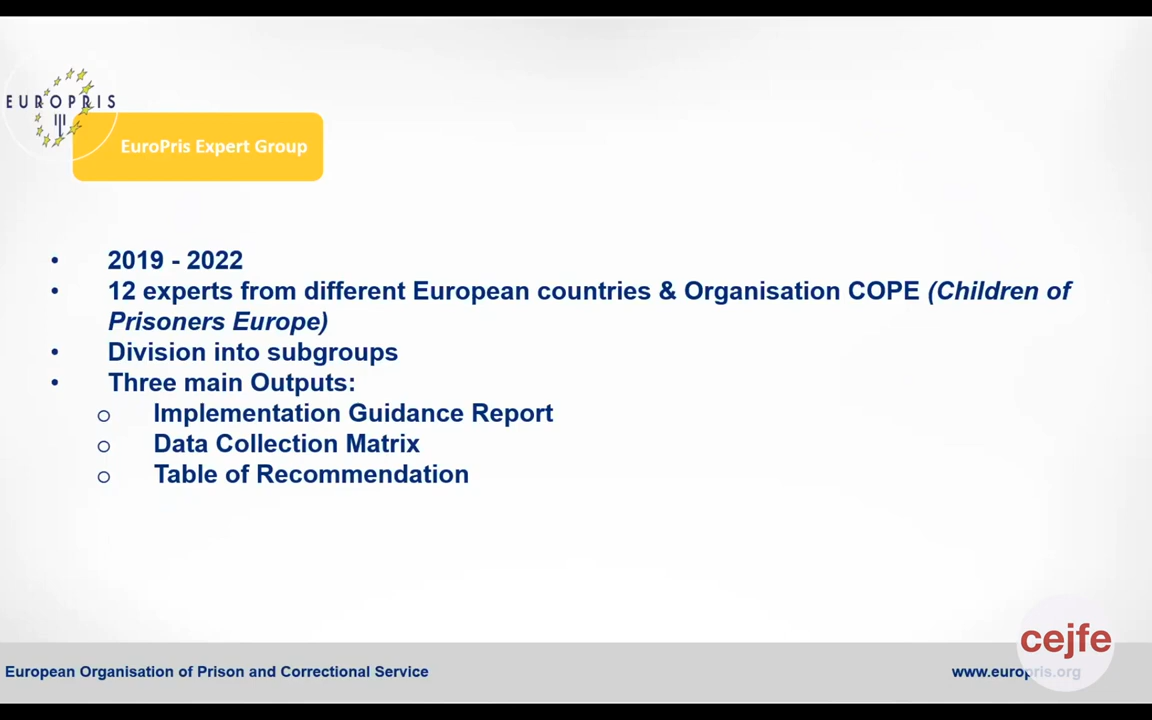 EUROPRIS
EuroPris Expert Group
• 2019 - 2022
• 12 experts from different European countries & Organisation COPE (Children of
Prisoners Europe)
• Division into subgroups
• Three main Outputs:
o Implementation Guidance Report
o Data Collection Matrix
o Table of Recommendation
cejfe
European Organisation of Prison and Correctional Service
www.europris.org